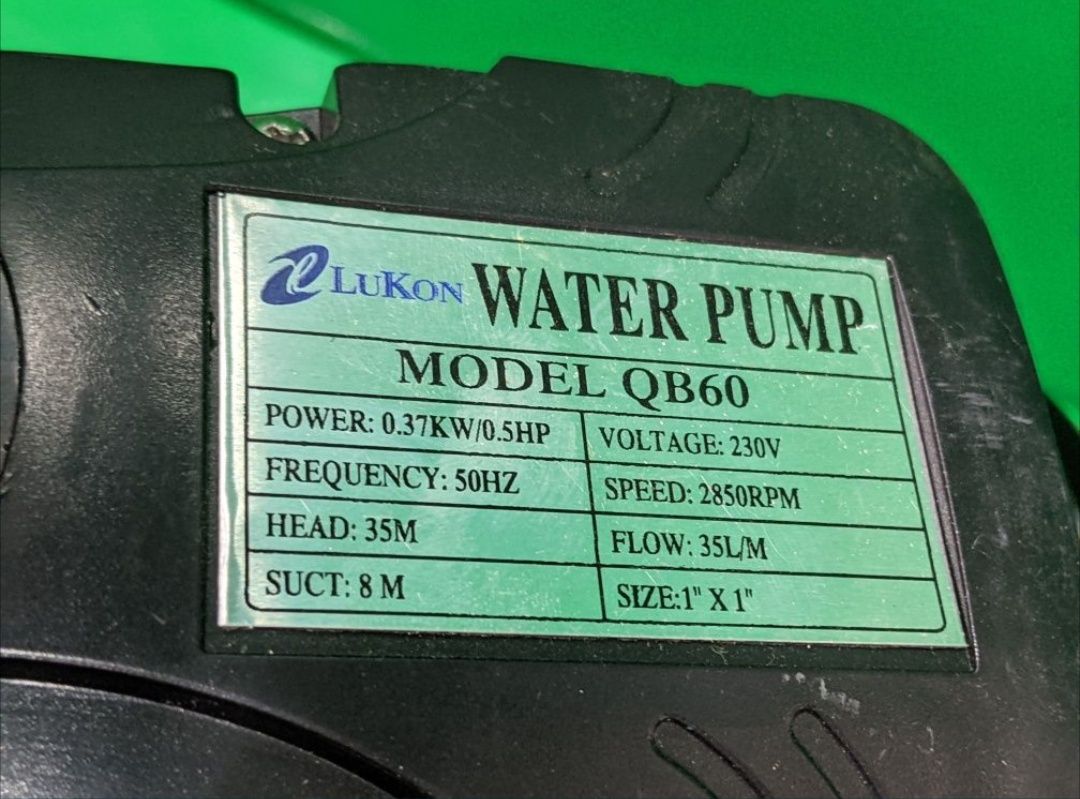 LUKON WATER PUMP
MODEL QB60
POWER: 0.37KW/0.5HP VOLTAGE: 230V
FREQUENCY: 50HZ SPEED: 2850RPM
HEAD: 35M FLOW: 35L/M
SUCT: 8 M SIZE:1" X 1"